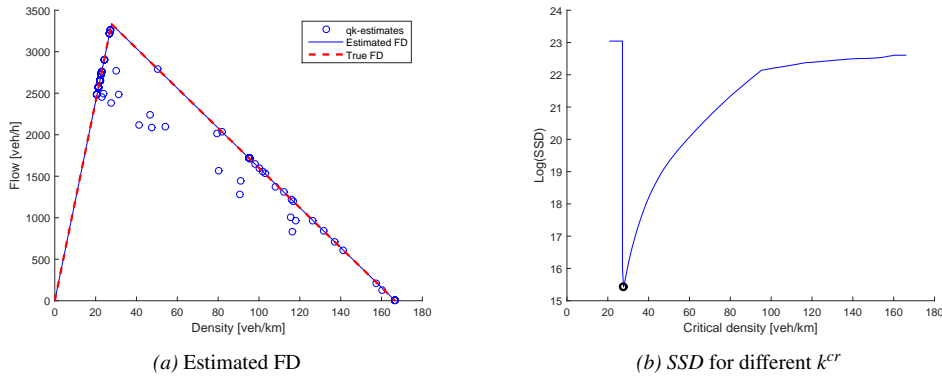 3500
3000
2500
2000
1500
1000
500
0
Flow [veh/h]
qk-estimates
Estimated FD
True FD
0 20 40 60 80 100 120 140 160 180
Density [veh/km]
(a) Estimated FD
24
23
22
21
20
19
18
17
16
15
Log(SSD)
0 20 40 60 80 100 120 140 160 180
Critical density [veh/km]
(b) SSD for different k^cr